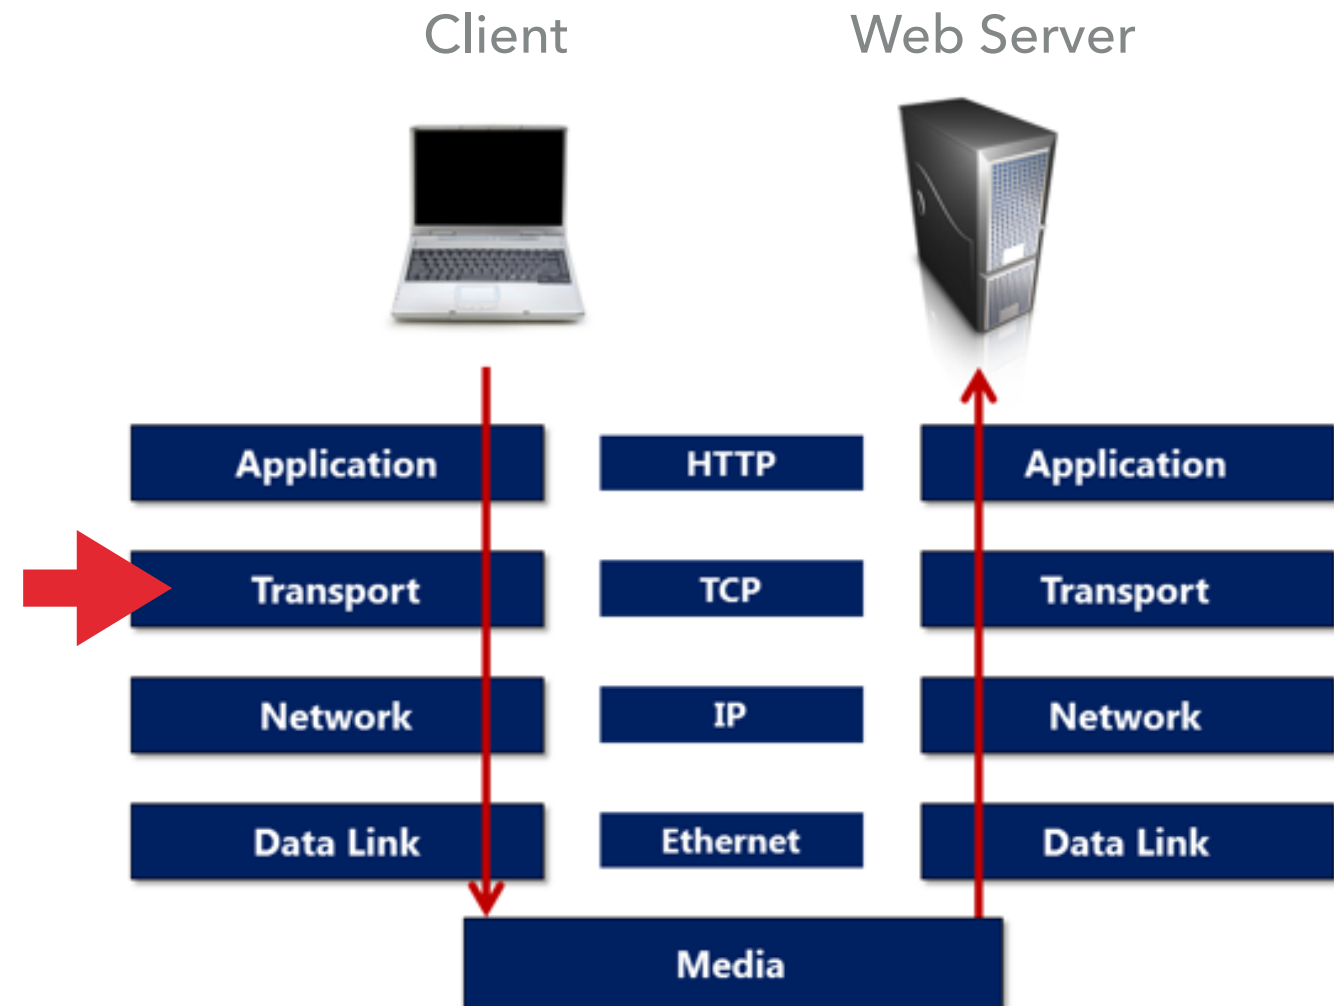 Client Web Server
Application HTTP Application
Transport TCP Transport
Network IP Network
Data Link Ethernet Data Link
Media